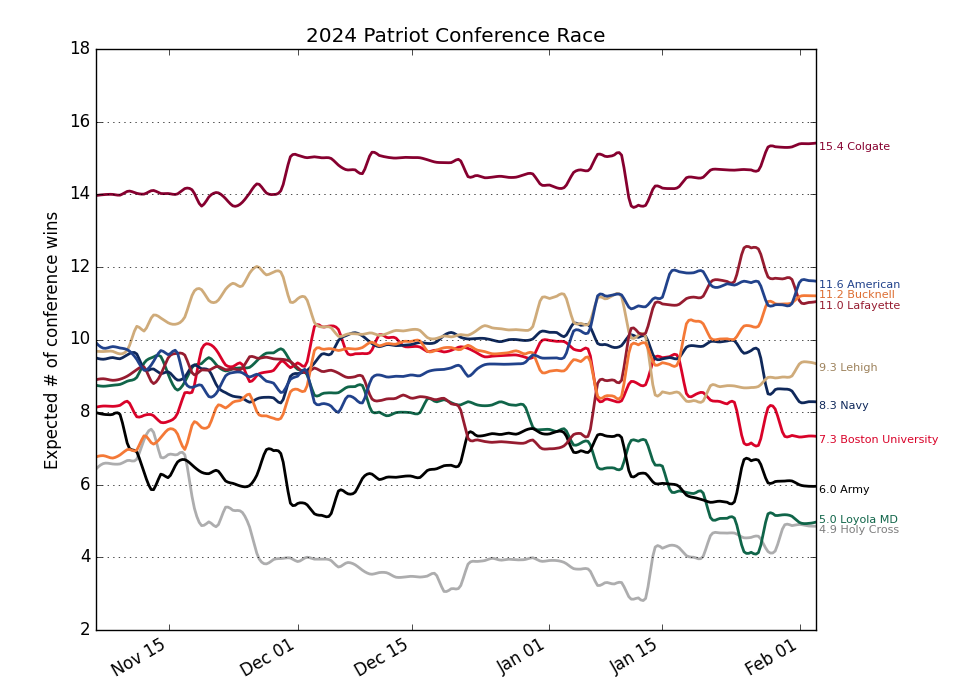 2024 Patriot Conference Race
Expected # of conference wins
18
16
14
12
10
8
6
4
2
Nov 15
Dec 01
Dec 15
Jan 01
Jan 15
Feb 01
15.4 Colgate
11.6 American
11.2 Bucknell
11.0 Lafayette
9.3 Lehigh
8.3 Navy
7.3 Boston University
6.0 Army
5.0 Loyola MD
4.9 Holy Cross